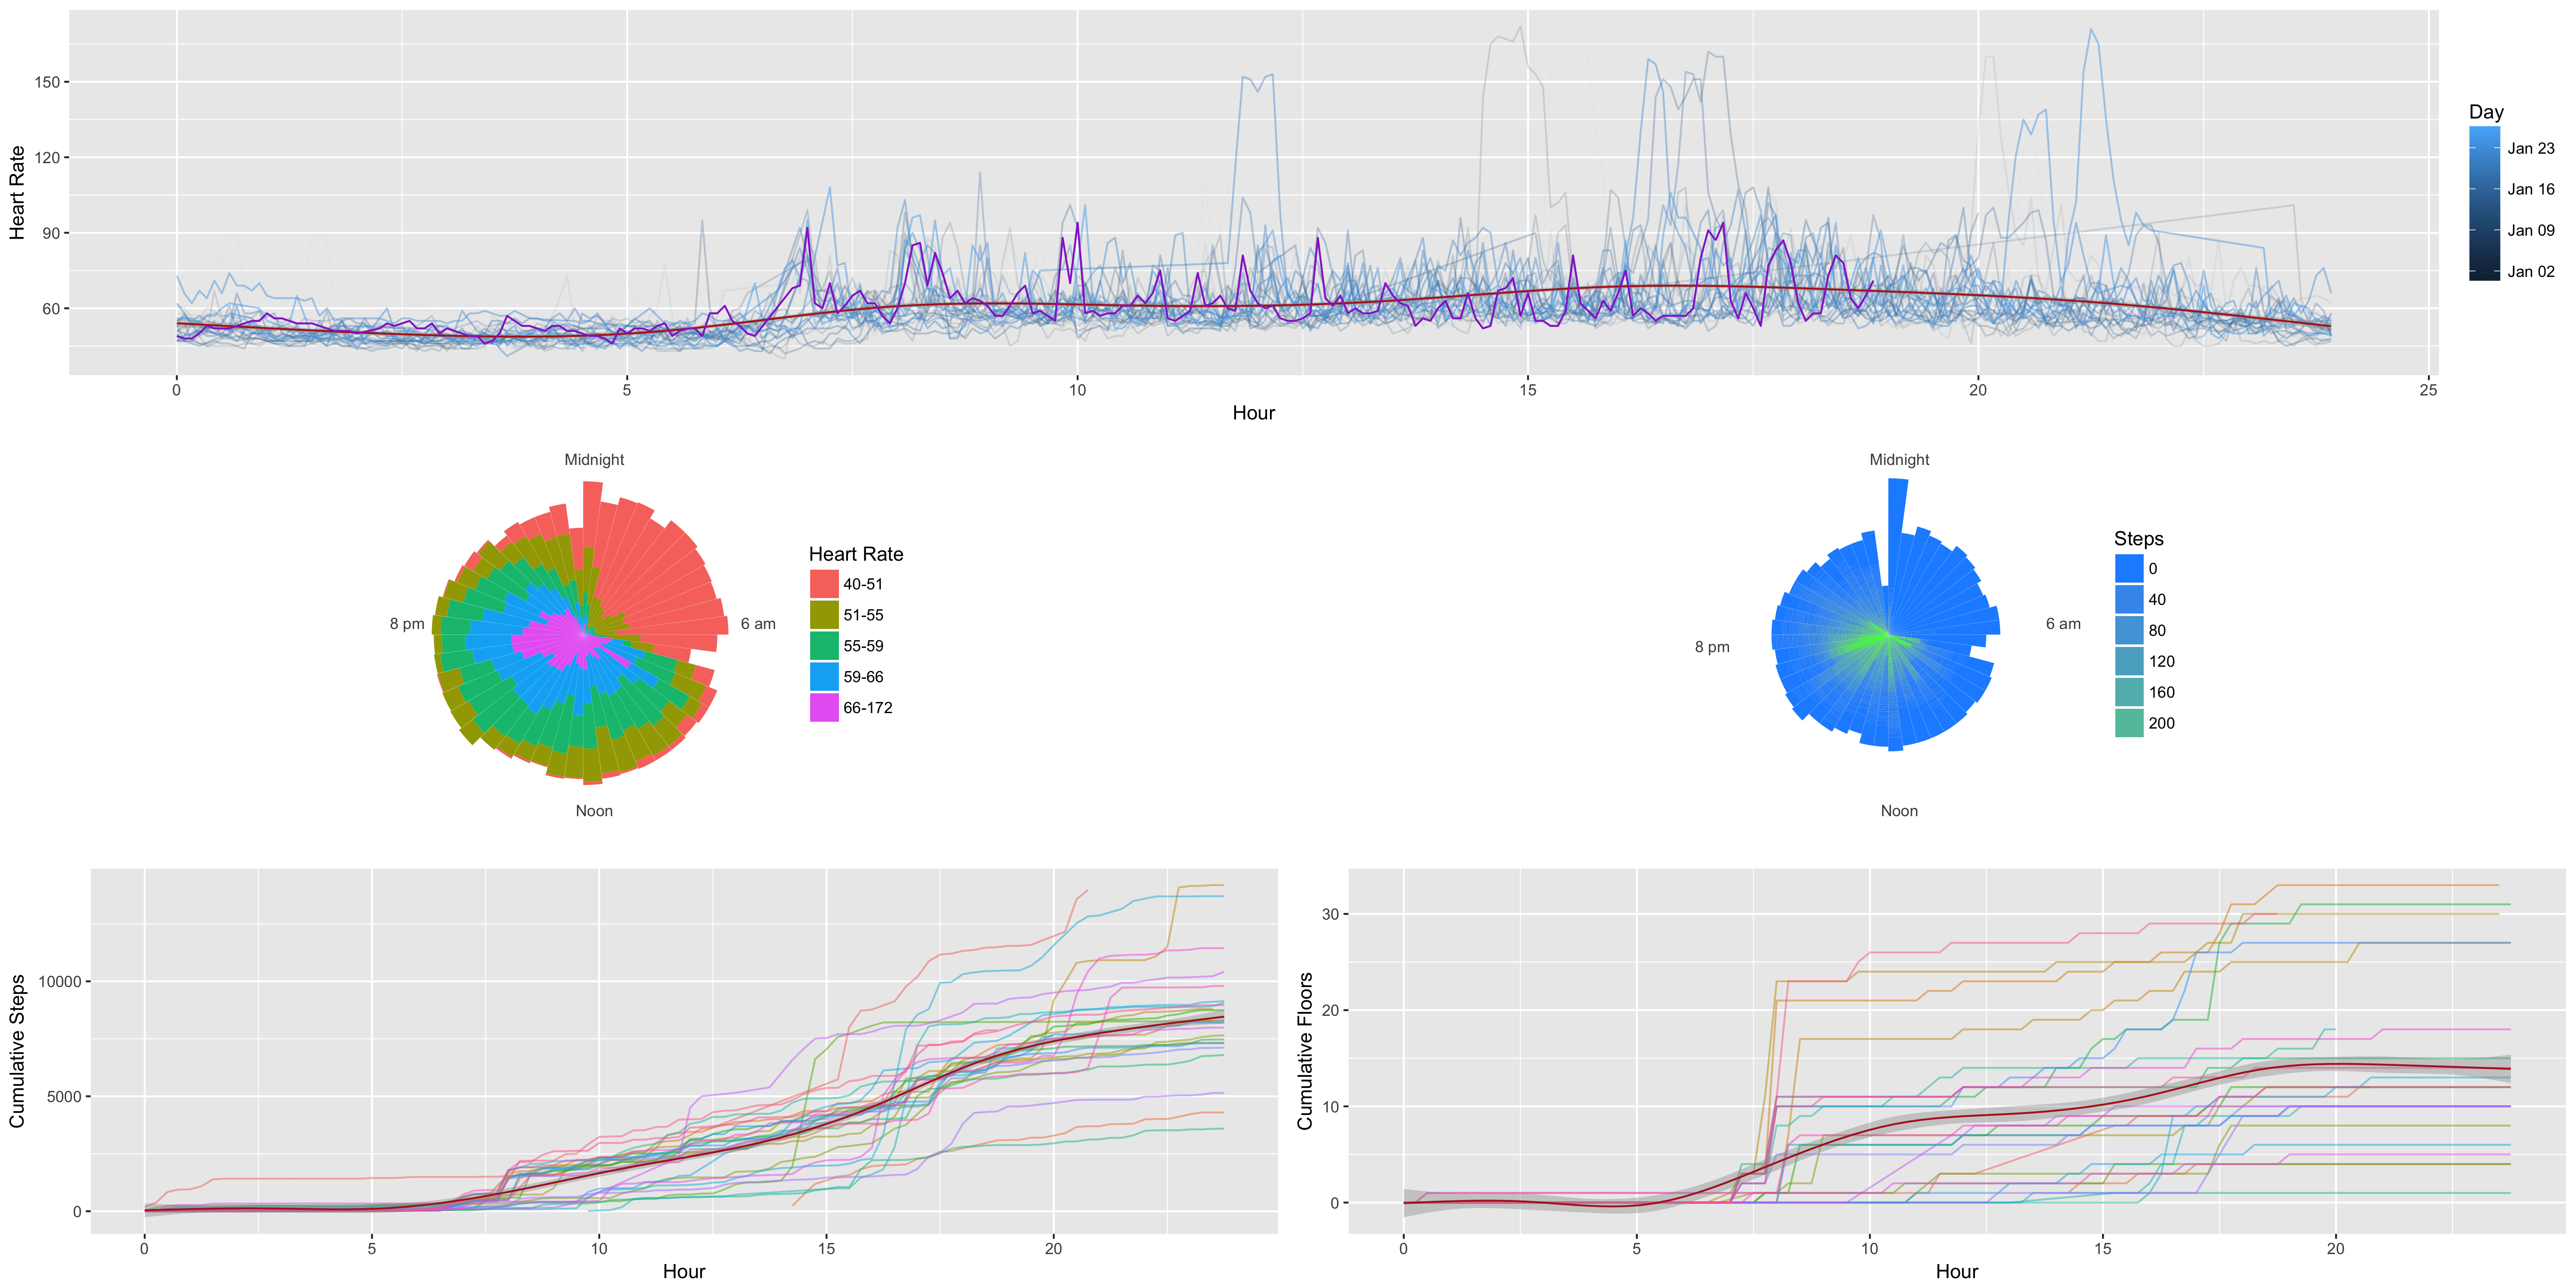 150
120
90
60
Heart Rate
0 5 10 15 20 25
Hour
Day
Jan 23
Jan 16
Jan 09
Jan 02
Midnight
8 pm
6 am
Noon
Heart Rate
40-51
51-55
55-59
59-66
66-172
Midnight
8 pm
6 am
Noon
Steps
0
40
80
120
160
200
10000
5000
0
Cumulative Steps
0 5 10 15 20
Hour
30
20
10
0
Cumulative Floors
0 5 10 15 20
Hour